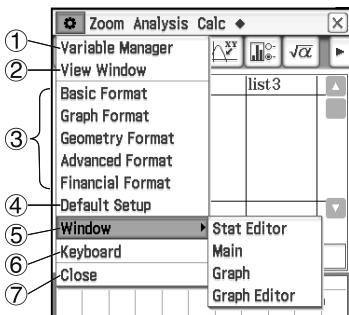 Zoom Analysis Calc
① Variable Manager
② View Window
list3
③ Basic Format
Graph Format
Geometry Format
Advanced Format
Financial Format
④ Default Setup
⑤ Window
Stat Editor
Main
Graph
Graph Editor
⑥ Keyboard
⑦ Close
XY
√α